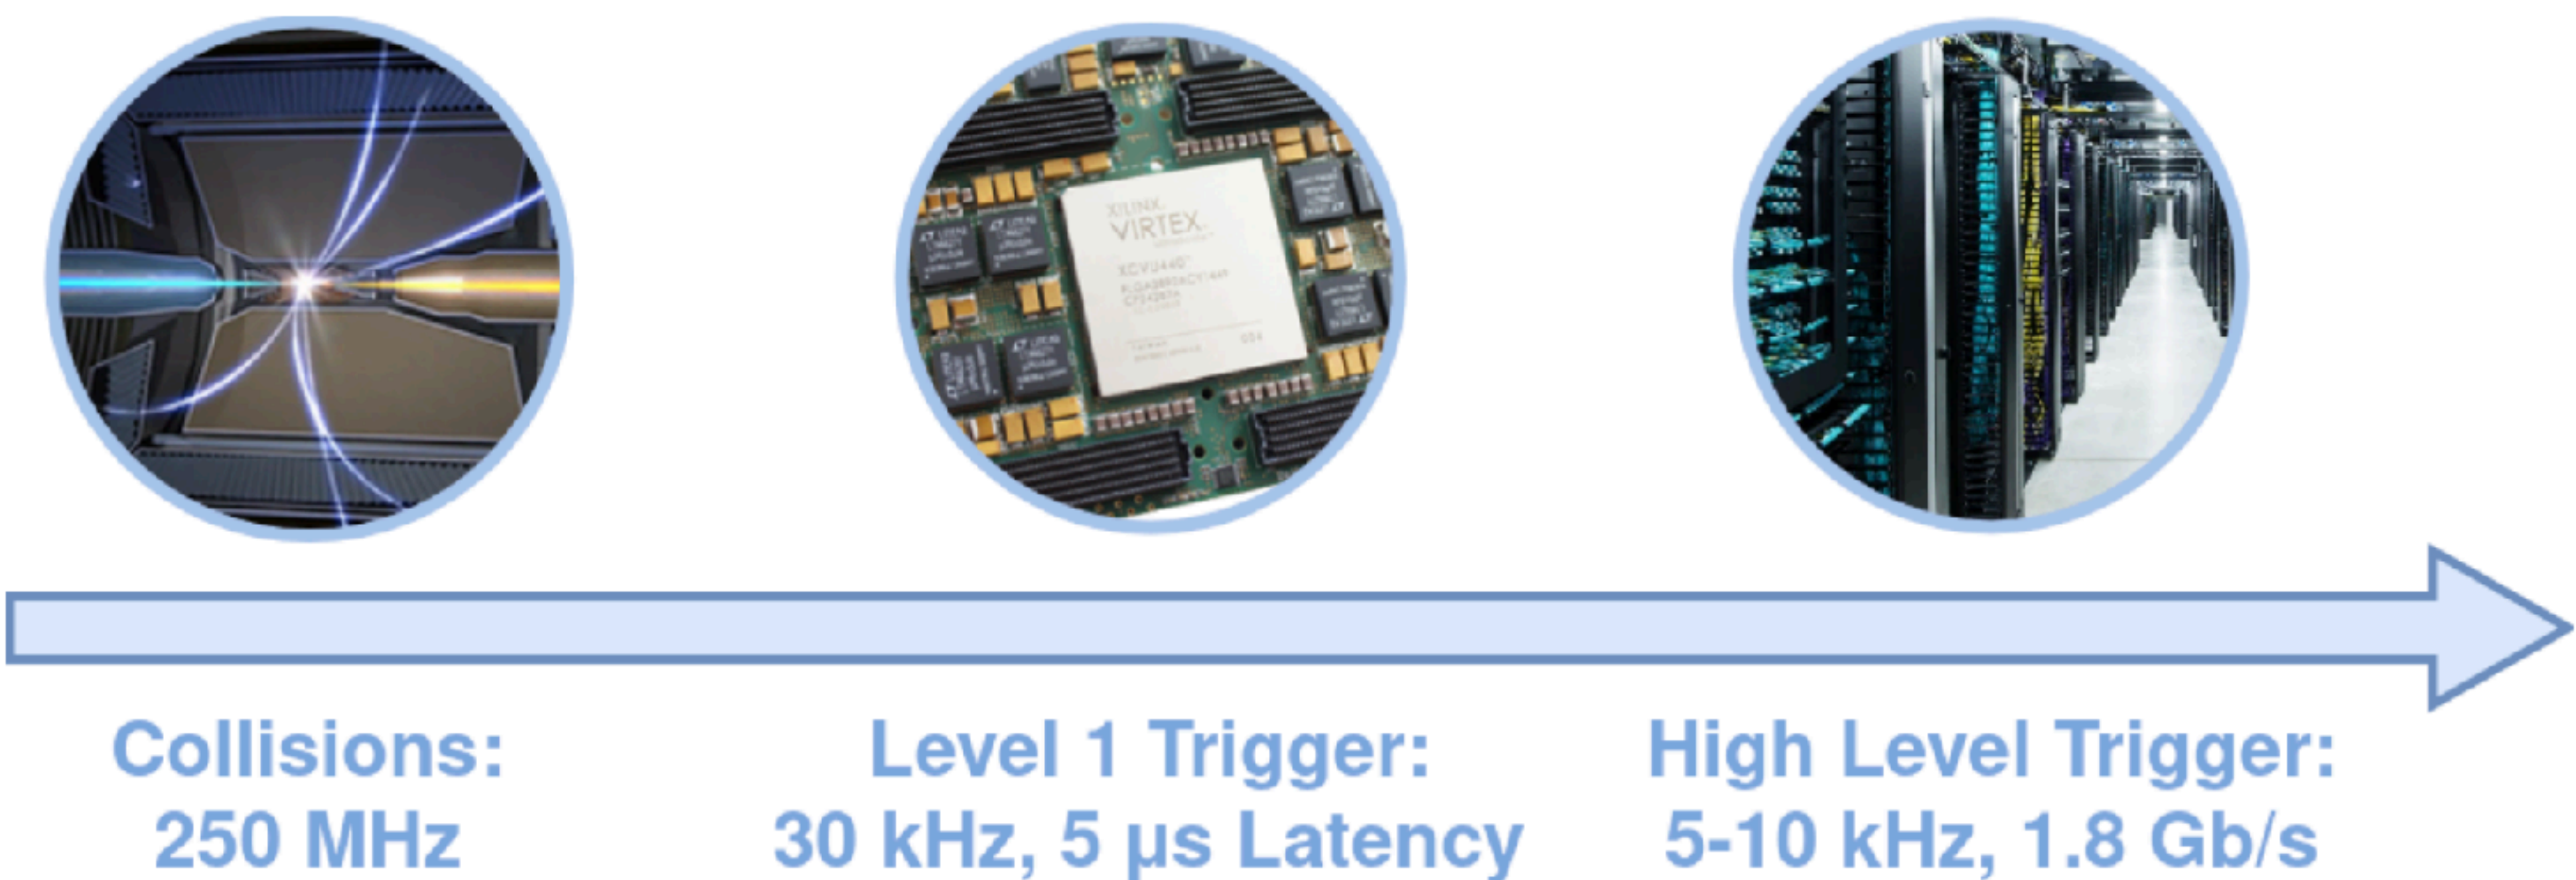 XILINX
VIRTEX
Collisions:
250 MHz
Level 1 Trigger:
30 kHz, 5 µs Latency
High Level Trigger:
5-10 kHz, 1.8 Gb/s